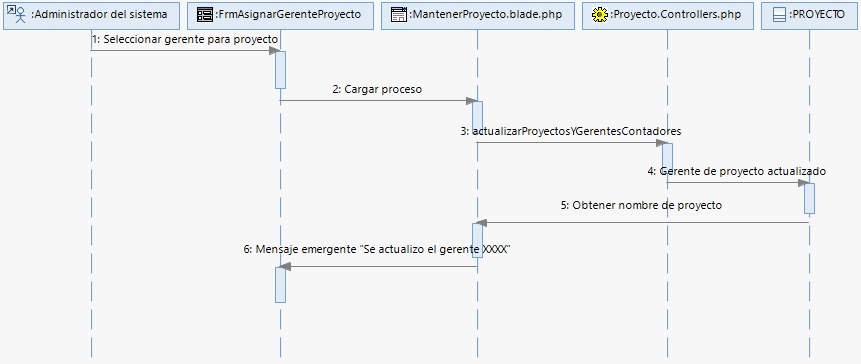 :Administrador del sistema
:FrmAsignarGerenteProyecto
:MantenerProyecto.blade.php
:Proyecto.Controllers.php
:PROYECTO
1: Seleccionar gerente para proyecto
2: Cargar proceso
3: actualizarProyectosYGerentesContadores
4: Gerente de proyecto actualizado
5: Obtener nombre de proyecto
6: Mensaje emergente "Se actualizo el gerente XXXX"